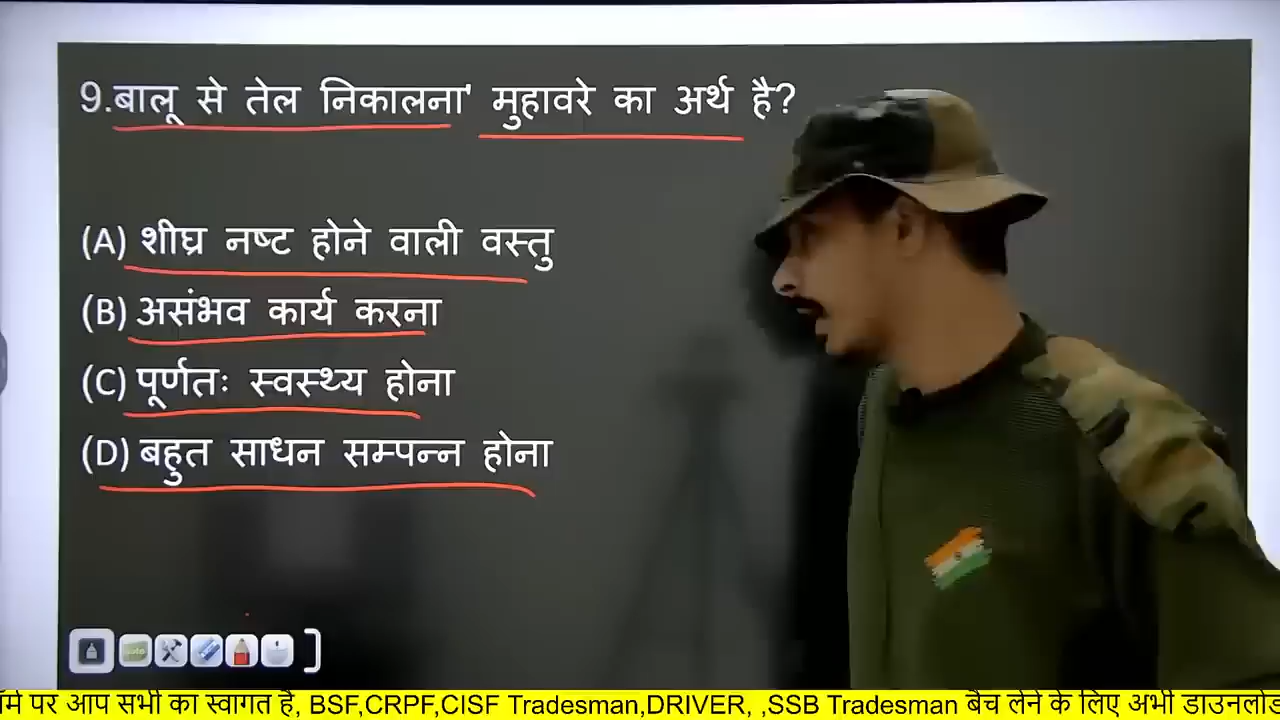 9.बालू से तेल निकालना' मुहावरे का अर्थ है?
(A) शीघ्र नष्ट होने वाली वस्तु
(B) असंभव कार्य करना
(C) पूर्णतः स्वस्थ्य होना
(D) बहुत साधन सम्पन्न होना
पर आप सभी का स्वागत है, BSF,CRPF,CISF Tradesman,DRIVER, ,SSB Tradesman बैच लेने के लिए अभी डाउनलोड